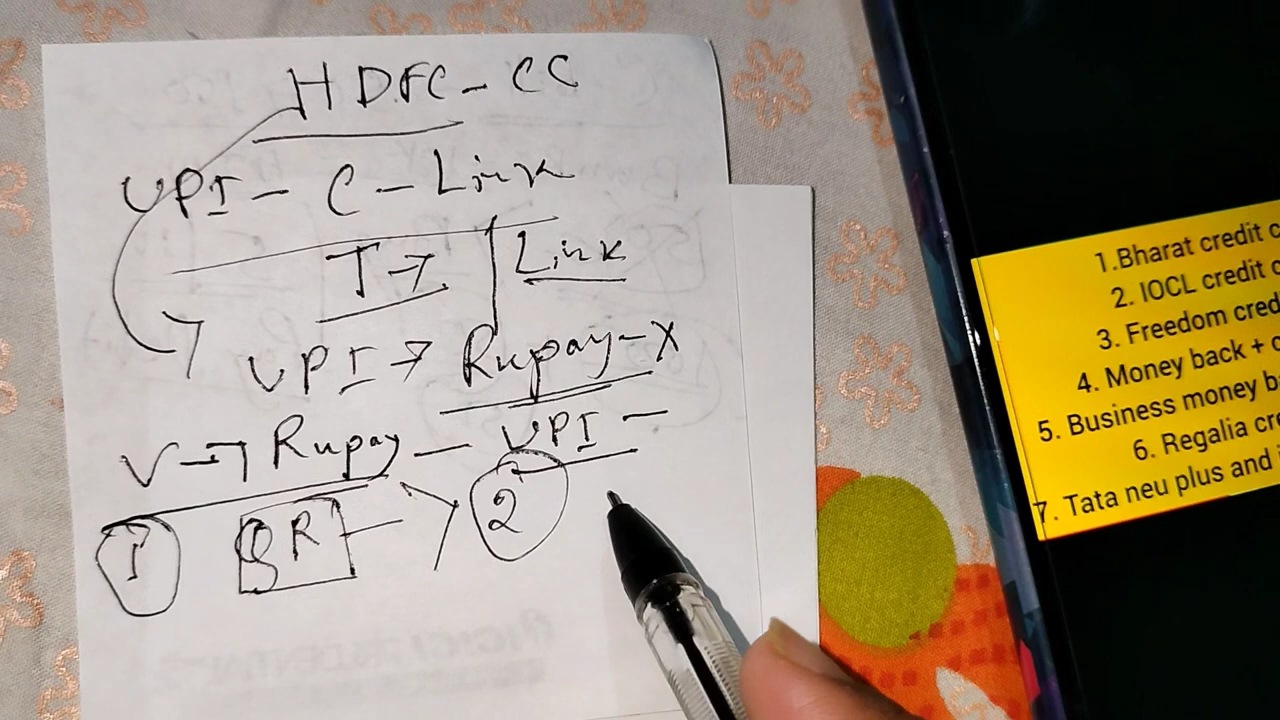 HDFC - CC
UPI - C - Link
I → Link
UPI → Rupay - X
V → Rupay - UPI -
1 R 2
1.Bharat credit c
2. IOCL credit c
3. Freedom cred
4. Money back + c
5. Business money ba
6. Regalia cre
7. Tata neu plus and i